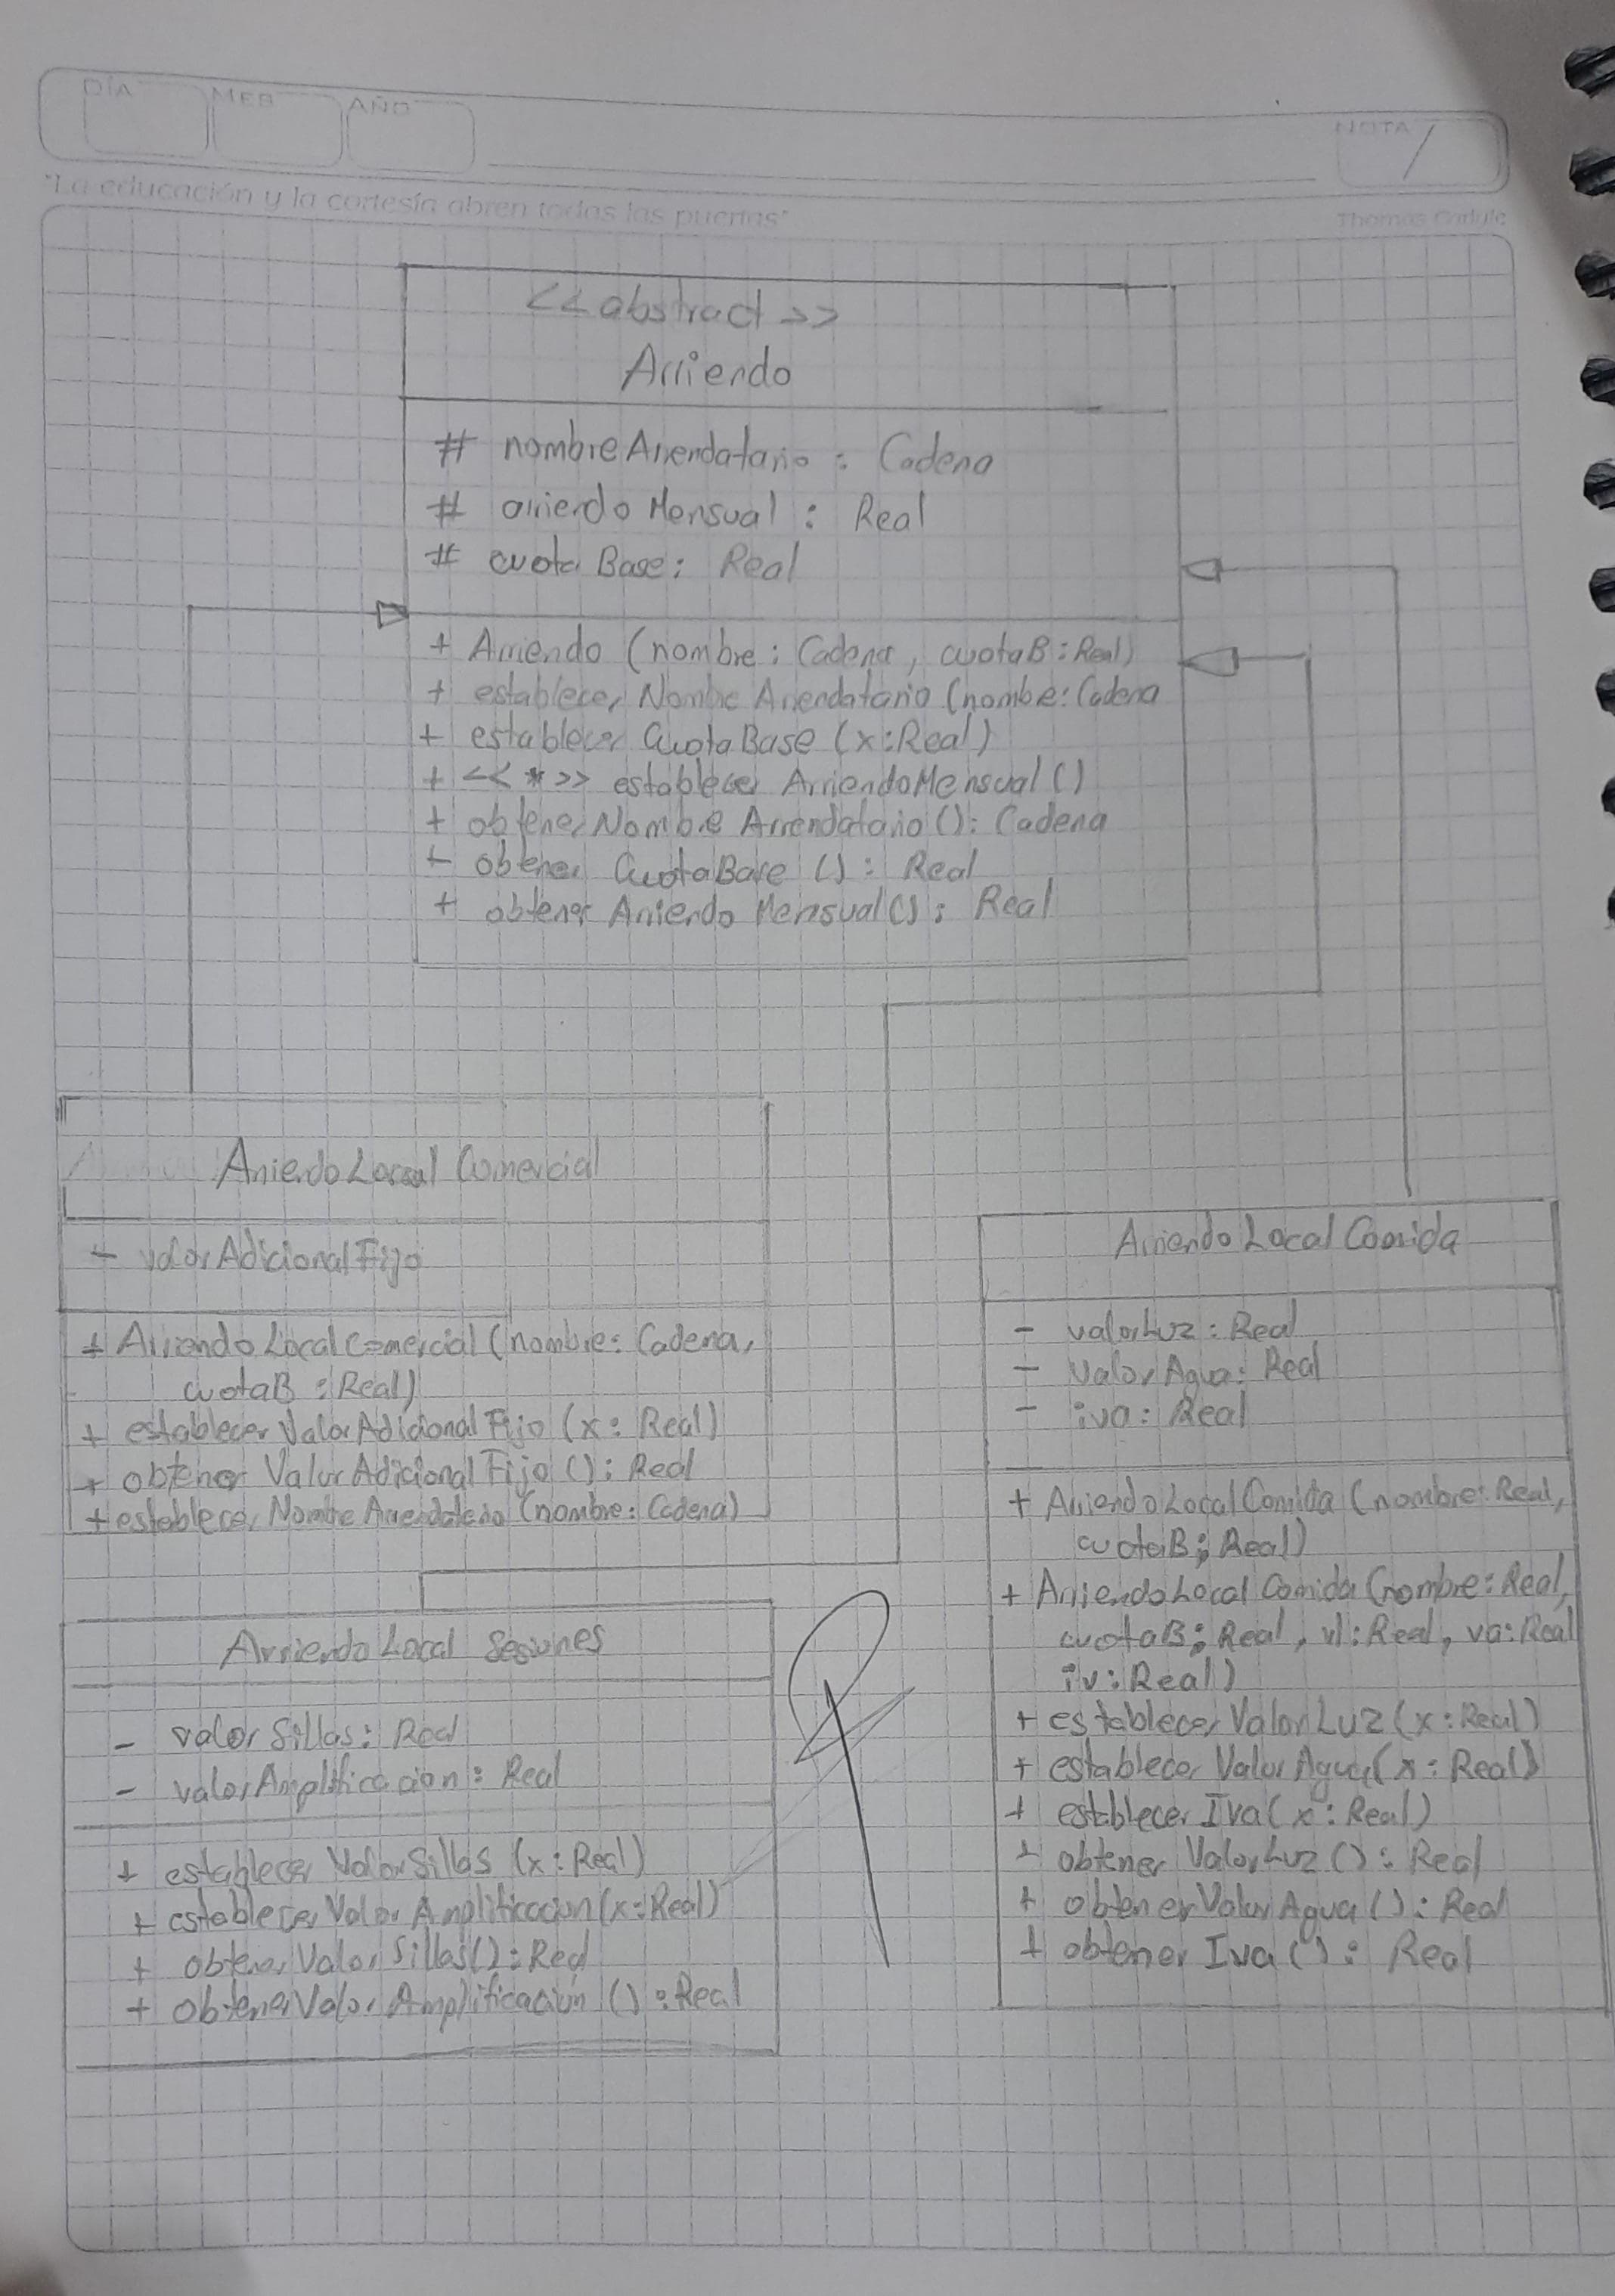 DÍA MES AÑO
NOTA
"La educación y la cortesía abren todas las puertas"
Thomas Carlyle
<<abstract>>
Arriendo
# nombreArrendatario : Cadena
# arriendoMensual : Real
# cuotaBase: Real
+ Arriendo (nombre: Cadena, cuotaB:Real)
+ establecerNombreArrendatario (nombre:Cadena
+ establecerCuotaBase (x:Real)
+ <<*>> establecerArriendoMensual()
+ obtenerNombreArrendatario(): Cadena
+ obtenerCuotaBase () : Real
+ obtenerArriendoMensual() : Real
ArriendoLocalComercial
- valorAdicionalFijo
+ ArriendoLocalComercial (nombre: Cadena,
cuotaB : Real)
+ establecerValorAdicionalFijo (x: Real)
+ obtenerValorAdicionalFijo (): Real
+ establecerNombreArrendatario (nombre: Cadena)
ArriendoLocalSesiones
- valorSillas: Real
- valorAmplificacion: Real
+ establecerValorSillas (x: Real)
+ establecerValorAmplificacion (x:Real)
+ obtenerValorSillas() : Real
+ obtenerValorAmplificación () : Real
ArriendoLocalComida
- valorLuz : Real
- valorAgua: Real
- iva: Real
+ ArriendoLocalComida (nombre: Real,
cuotaB: Real)
+ ArriendoLocalComida (nombre: Real,
cuotaB: Real, vl: Real, va: Real
iv: Real)
+ establecerValorLuz (x:Real)
+ establecerValorAgua(x: Real)
+ establecerIva(x: Real)
+ obtenerValorLuz () : Real
+ obtenerValorAgua () : Real
+ obtenerIva () : Real